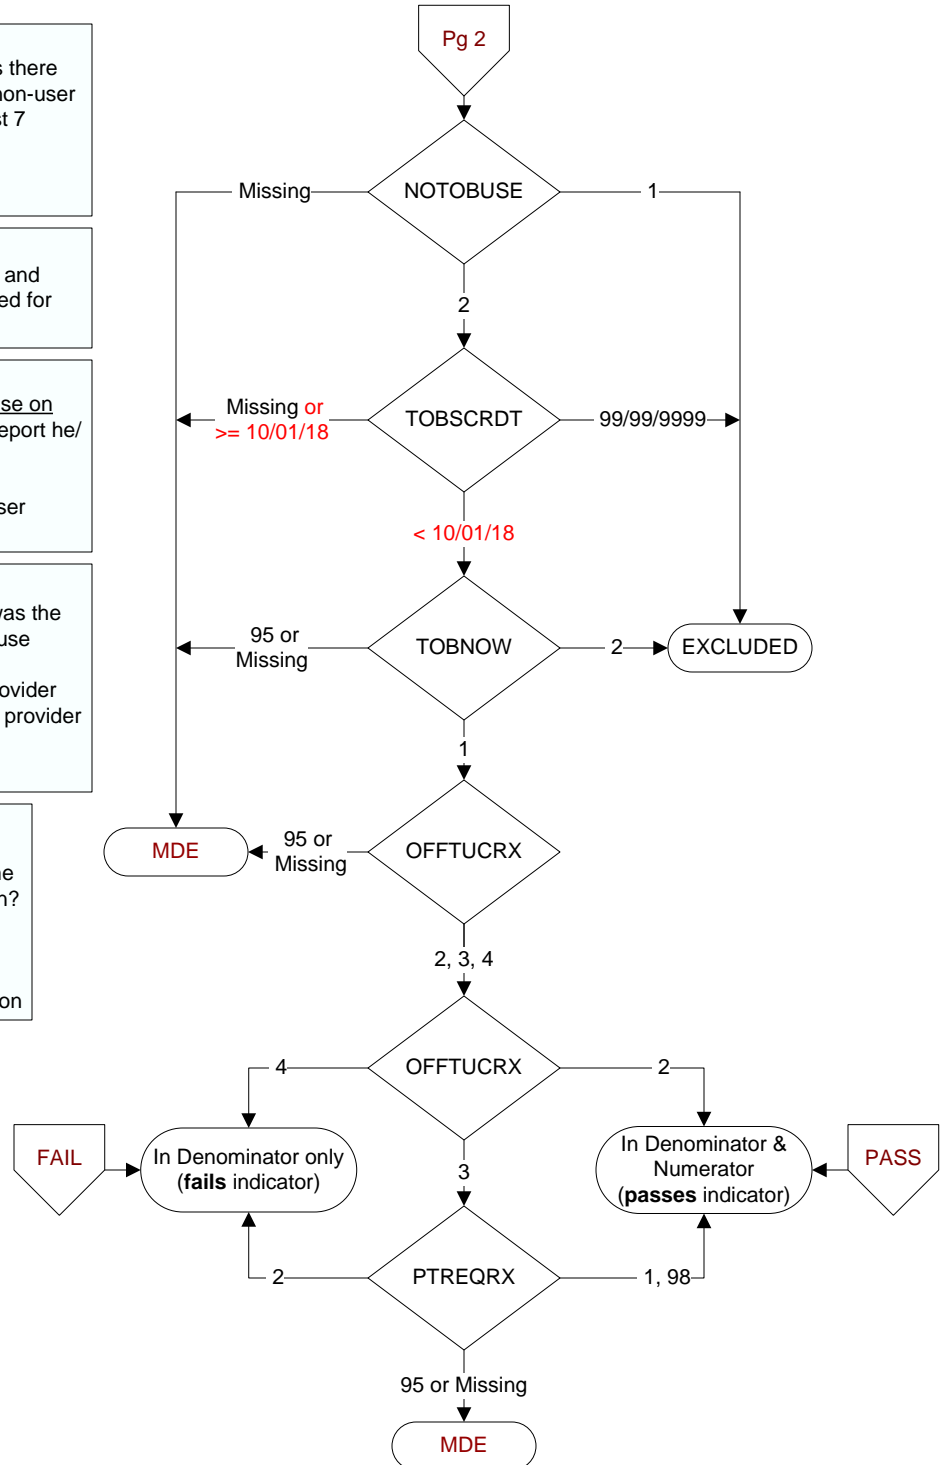 Pg 2
s there
non-user
st 7
NOTOBUSE
Missing
1
2
and
ed for
se on
eport he/
ser
TOBSCRDT
Missing or
>= 10/01/18
99/99/9999
< 10/01/18
was the
use
ovider
provider
TOBNOW
95 or
Missing
2
EXCLUDED
1
OFFTUCRX
95 or
Missing
MDE
ne
n?
on
2, 3, 4
OFFTUCRX
4
2
FAIL
In Denominator only
(fails indicator)
In Denominator &
Numerator
(passes indicator)
PASS
3
PTREQRX
2
1, 98
95 or Missing
MDE